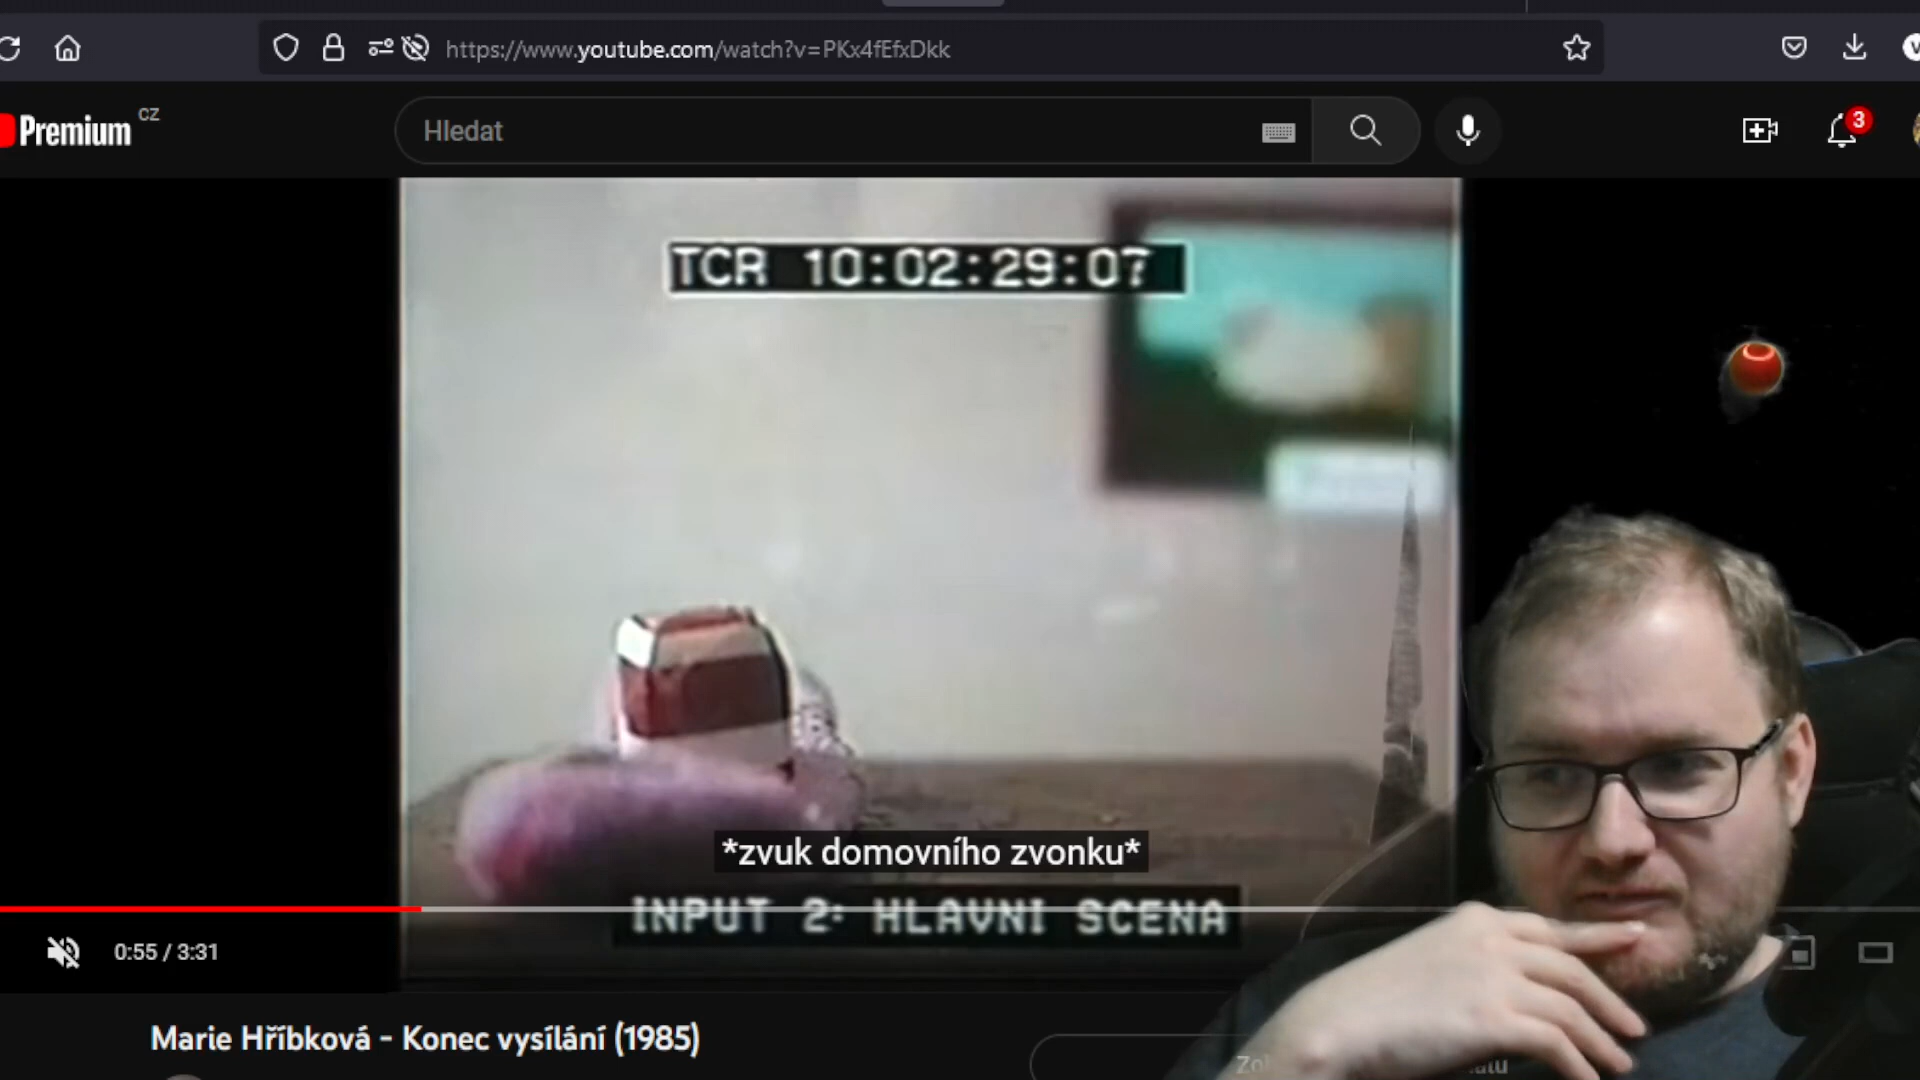 https://www.youtube.com/watch?v=PKx4fEfxDkk
Premium CZ
Hledat
3
TCR 10:02:29:07
*zvuk domovního zvonku*
INPUT 2: HLAVNI SCENA
0:55 / 3:31
Marie Hříbková - Konec vysílání (1985)